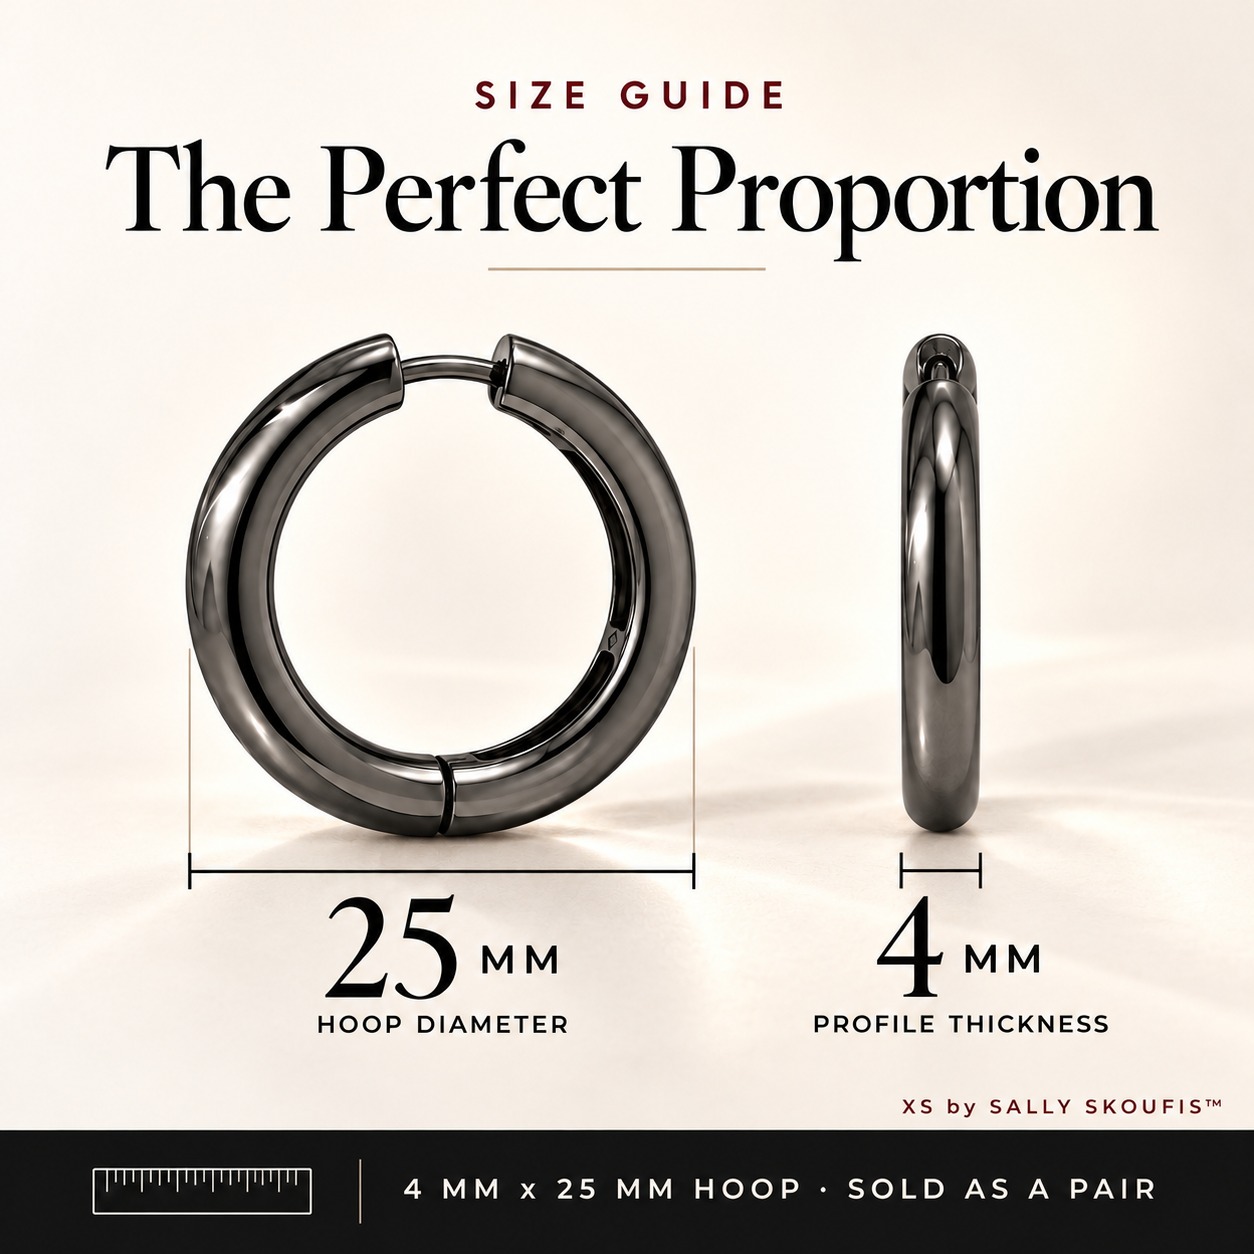 SIZE GUIDE
The Perfect Proportion
25 MM
HOOP DIAMETER
4 MM
PROFILE THICKNESS
XS by SALLY SKOUFIS™
4 MM x 25 MM HOOP · SOLD AS A PAIR